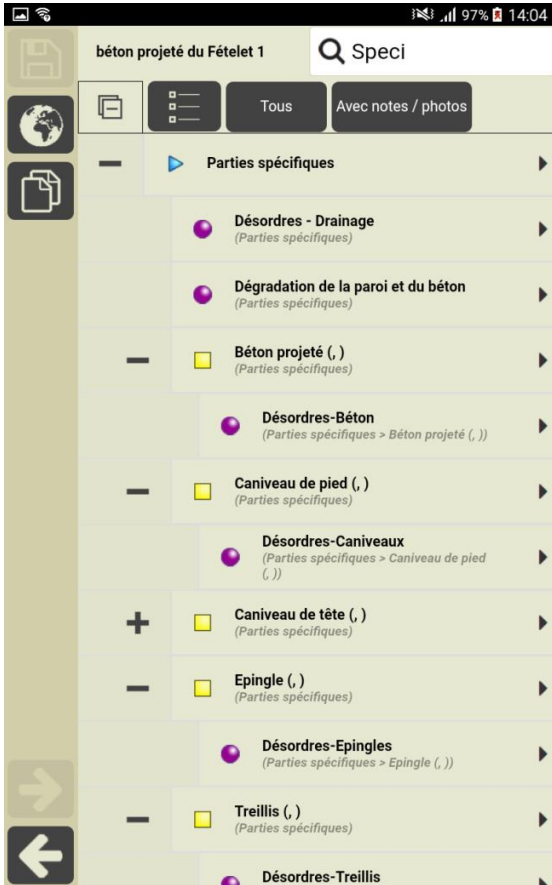 97% 14:04
béton projeté du Fételet 1
Speci
Tous
Avec notes / photos
Parties spécifiques
Désordres - Drainage
(Parties spécifiques)
Dégradation de la paroi et du béton
(Parties spécifiques)
Béton projeté (, )
(Parties spécifiques)
Désordres-Béton
(Parties spécifiques > Béton projeté (, ))
Caniveau de pied (, )
(Parties spécifiques)
Désordres-Caniveaux
(Parties spécifiques > Caniveau de pied
(, ))
Caniveau de tête (, )
(Parties spécifiques)
Epingle (, )
(Parties spécifiques)
Désordres-Epingles
(Parties spécifiques > Epingle (, ))
Treillis (, )
(Parties spécifiques)
Désordres-Treillis